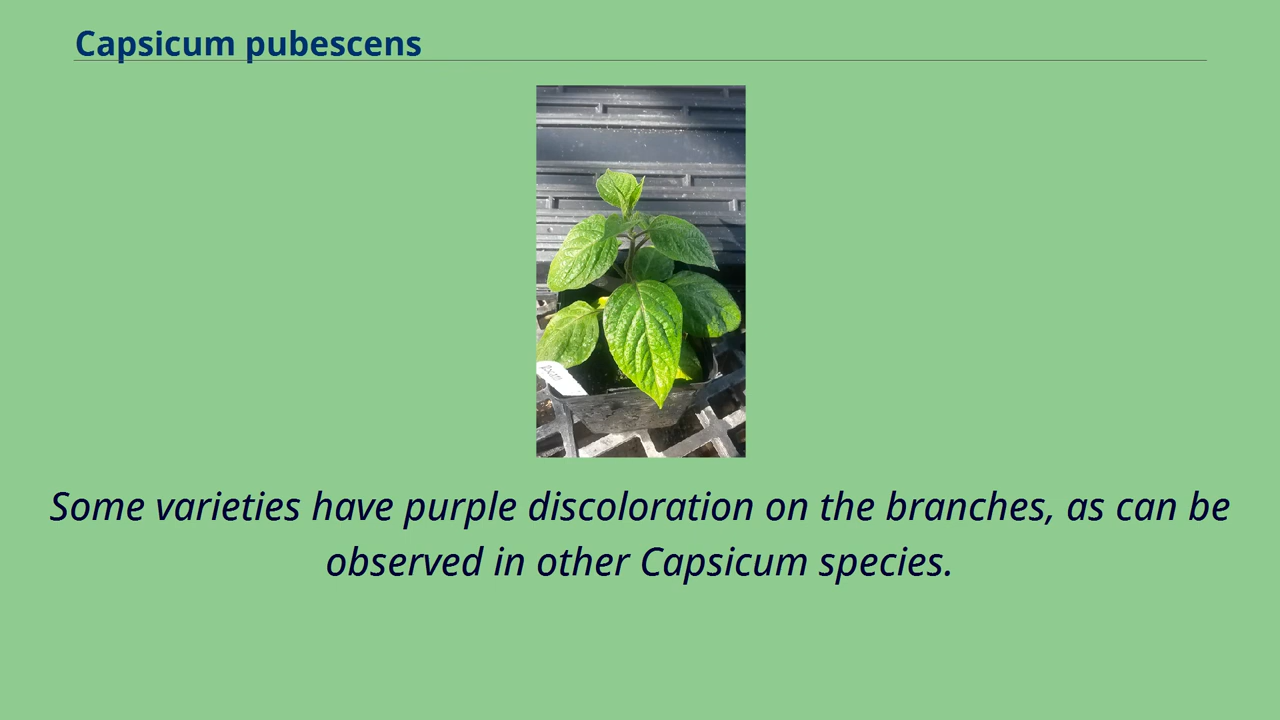 Capsicum pubescens
Some varieties have purple discoloration on the branches, as can be
observed in other Capsicum species.